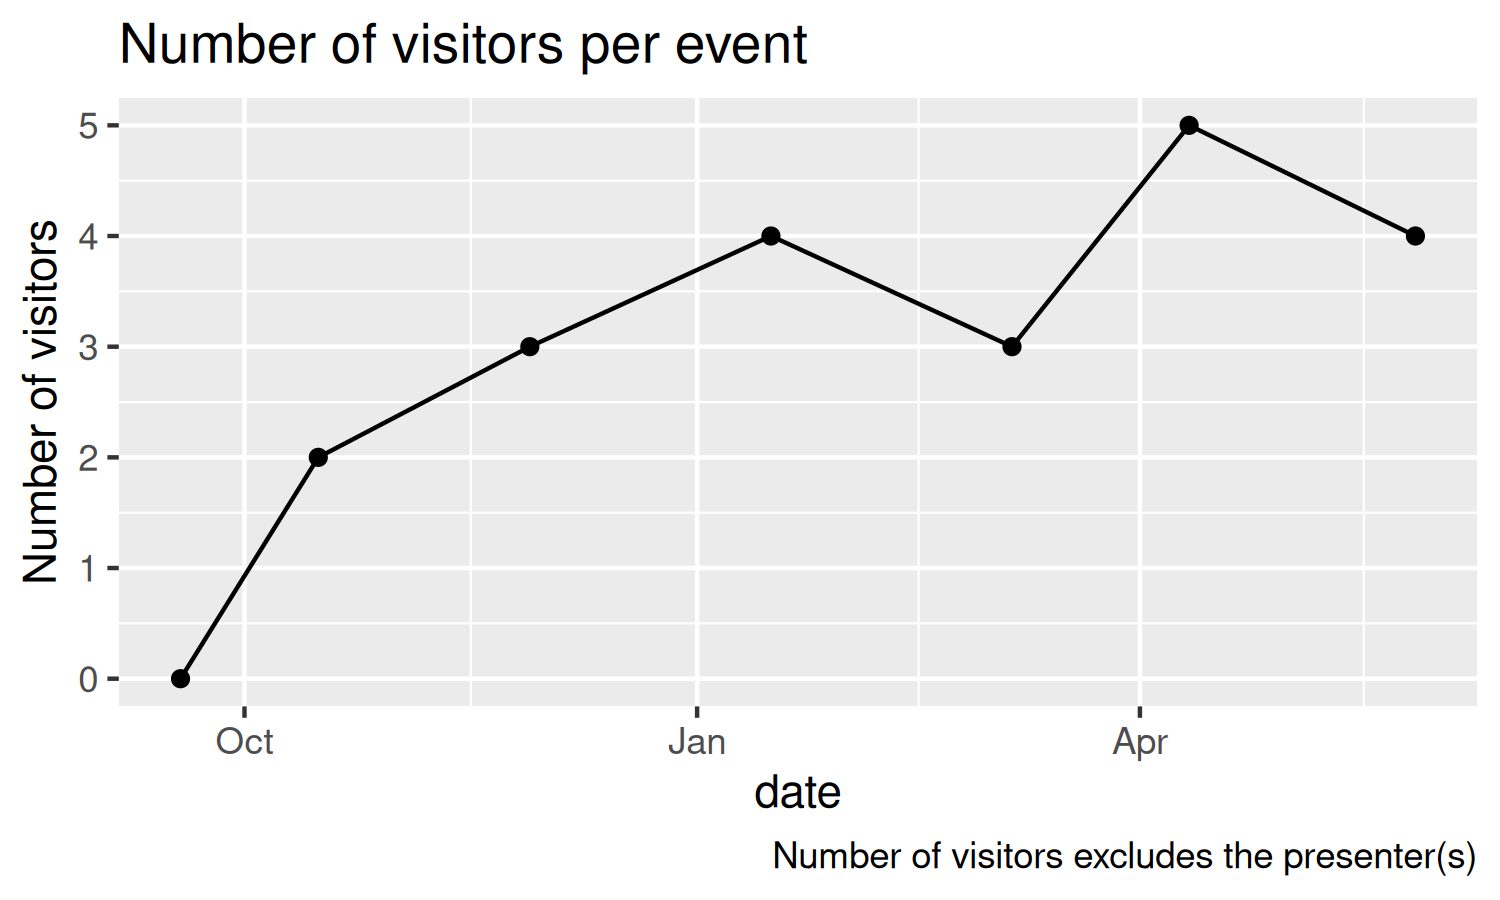 Number of visitors per event
Number of visitors
5
4
3
2
1
0
Oct Jan Apr
date
Number of visitors excludes the presenter(s)